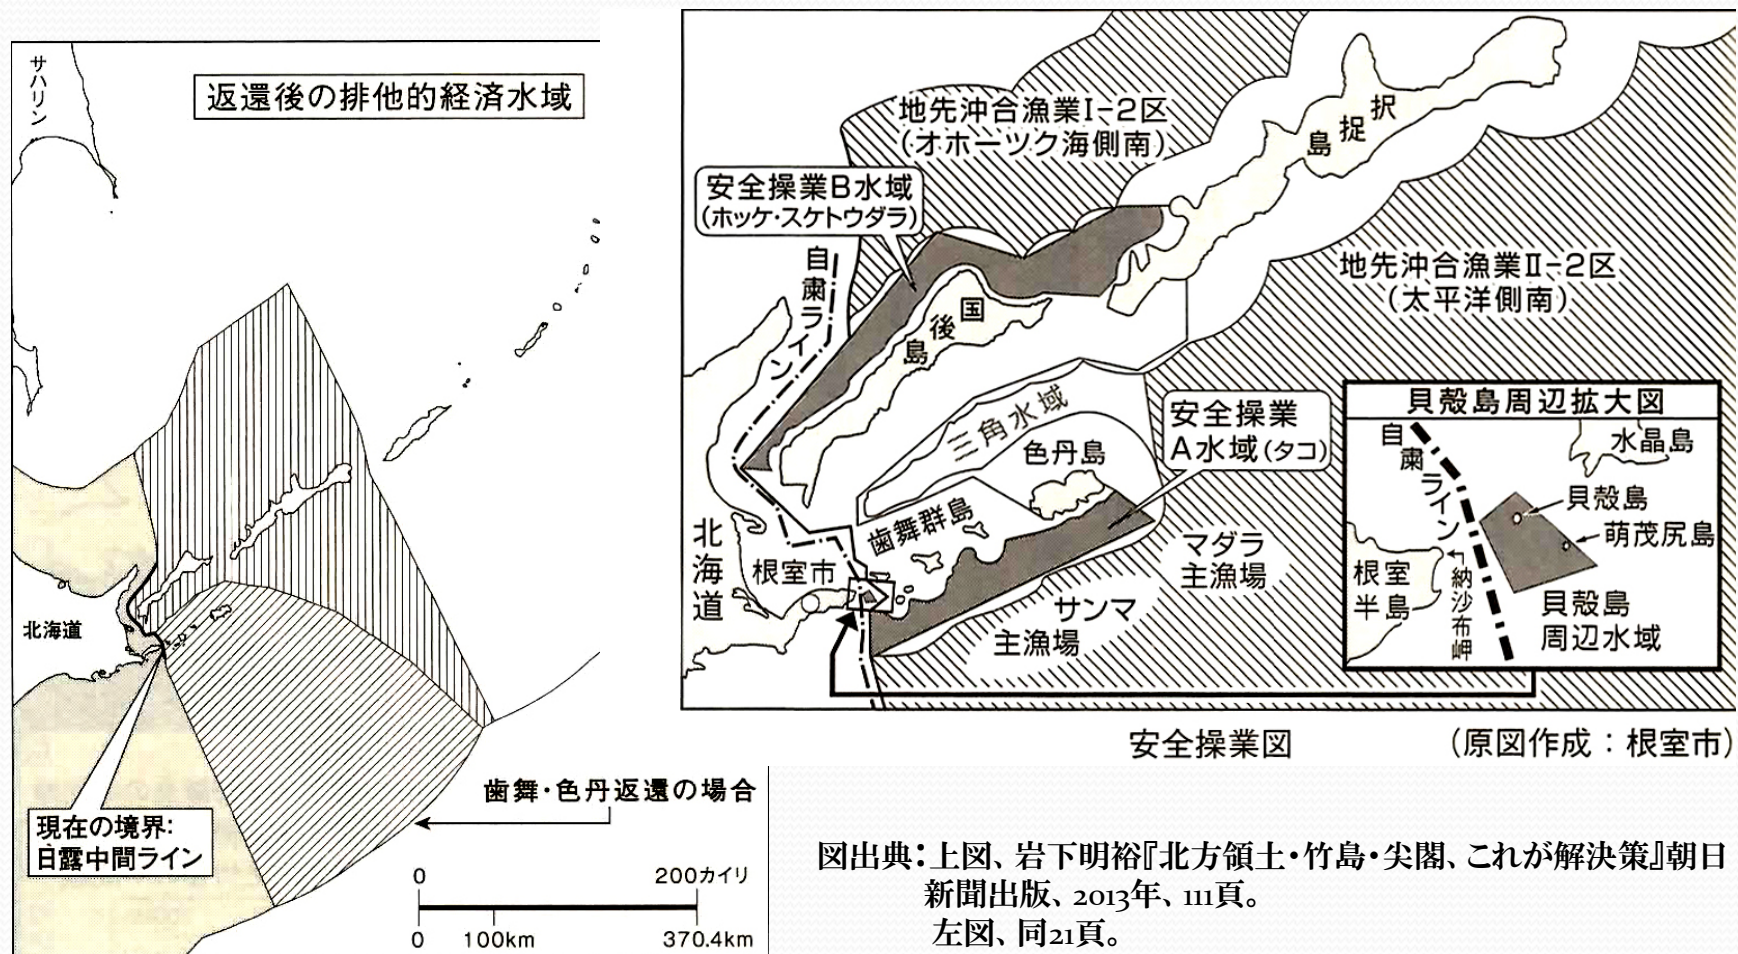 サハリン
返還後の排他的経済水域
北海道
現在の境界:
日露中間ライン
歯舞・色丹返還の場合
0 200カイリ
0 100km 370.4km
地先沖合漁業I-2区
(オホーツク海側南)
択捉島
安全操業B水域
(ホッケ・スケトウダラ)
自粛ライン
国後島
地先沖合漁業II-2区
(太平洋側南)
三角水域
安全操業
A水域(タコ)
色丹島
歯舞群島
北海道
根室市
マダラ
主漁場
サンマ
主漁場
貝殻島周辺拡大図
自粛ライン
水晶島
貝殻島
萌茂尻島
根室
半島
←納沙布岬
貝殻島
周辺水域
安全操業図 (原図作成：根室市)
図出典：上図、岩下明裕『北方領土・竹島・尖閣、これが解決策』朝日
新聞出版、2013年、111頁。
左図、同21頁。